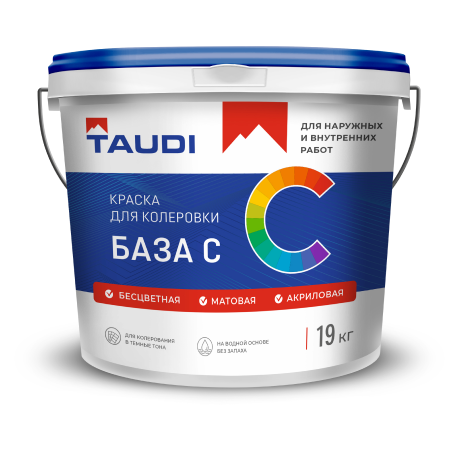 TAUDI
ДЛЯ НАРУЖНЫХ
И ВНУТРЕННИХ
РАБОТ
КРАСКА
ДЛЯ КОЛЕРОВКИ
БАЗА С
C
БЕСЦВЕТНАЯ
МАТОВАЯ
АКРИЛОВАЯ
ДЛЯ КОЛЕРОВАНИЯ
В ТЕМНЫЕ ТОНА
НА ВОДНОЙ ОСНОВЕ
БЕЗ ЗАПАХА
19 КГ